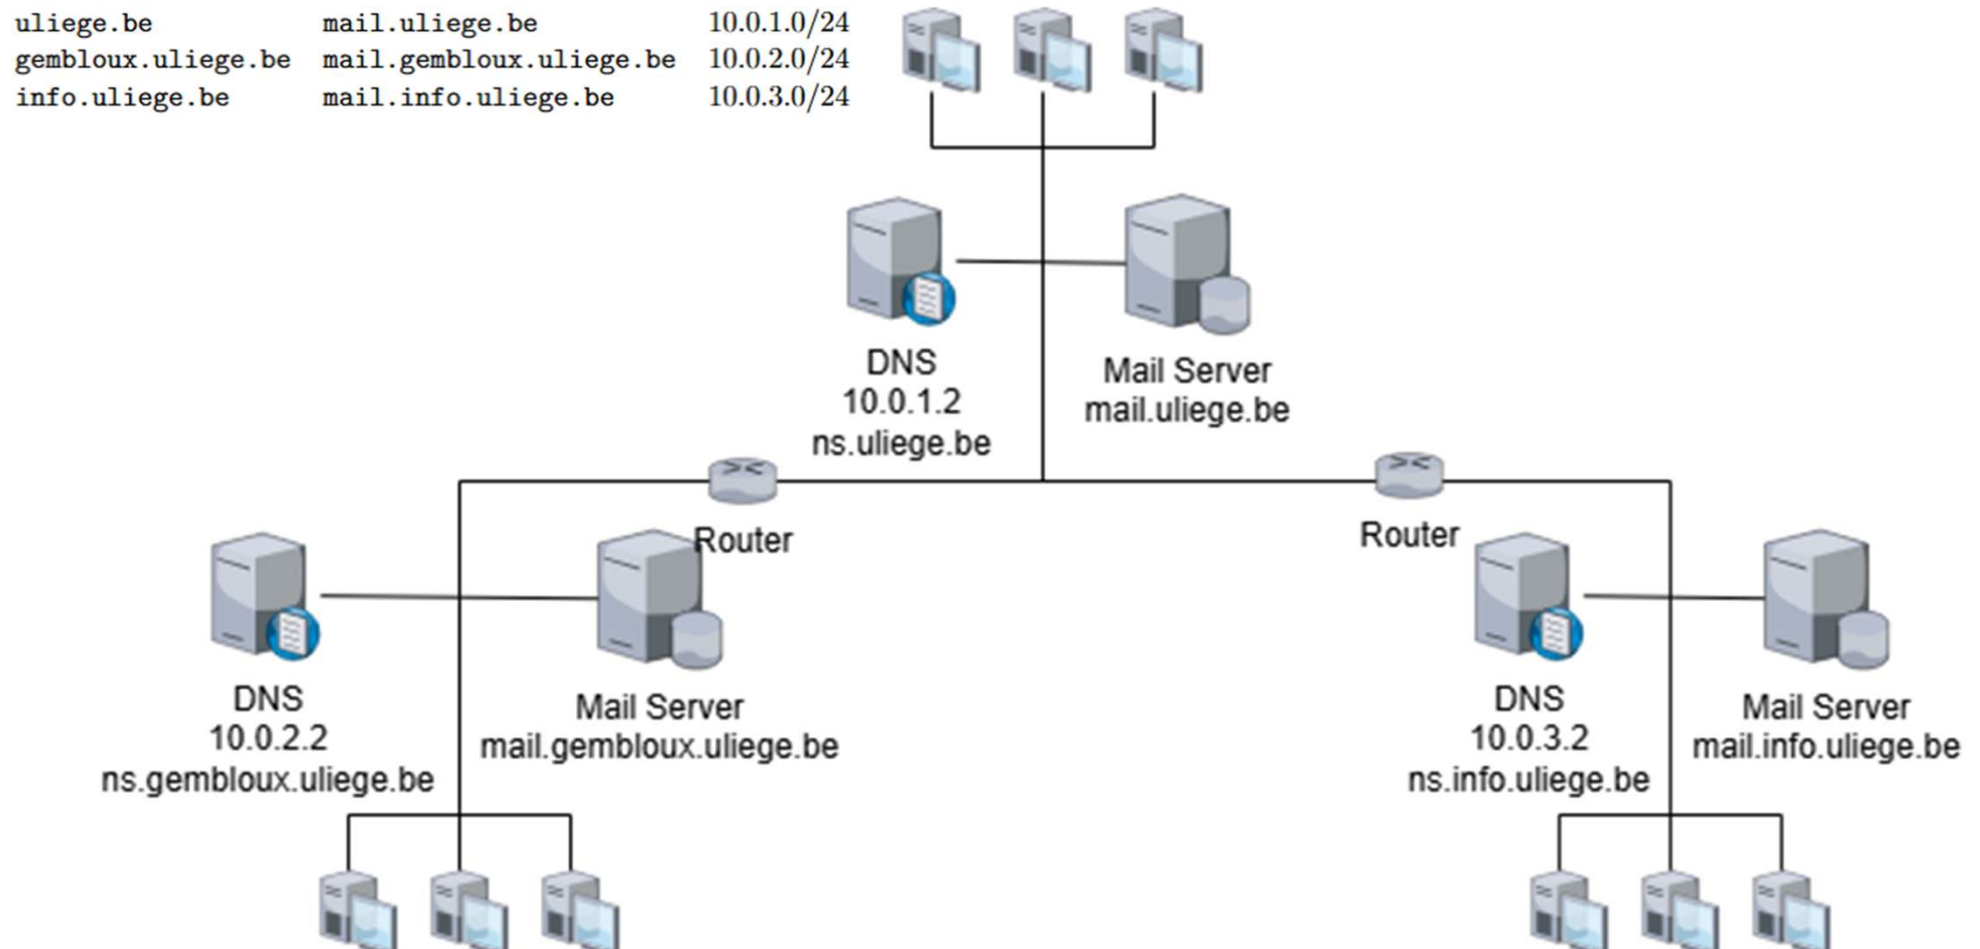 uliege.be mail.uliege.be 10.0.1.0/24
gembloux.uliege.be mail.gembloux.uliege.be 10.0.2.0/24
info.uliege.be mail.info.uliege.be 10.0.3.0/24
DNS
10.0.1.2
ns.uliege.be
Mail Server
mail.uliege.be
Router
Router
DNS
10.0.2.2
ns.gembloux.uliege.be
Mail Server
mail.gembloux.uliege.be
DNS
10.0.3.2
ns.info.uliege.be
Mail Server
mail.info.uliege.be